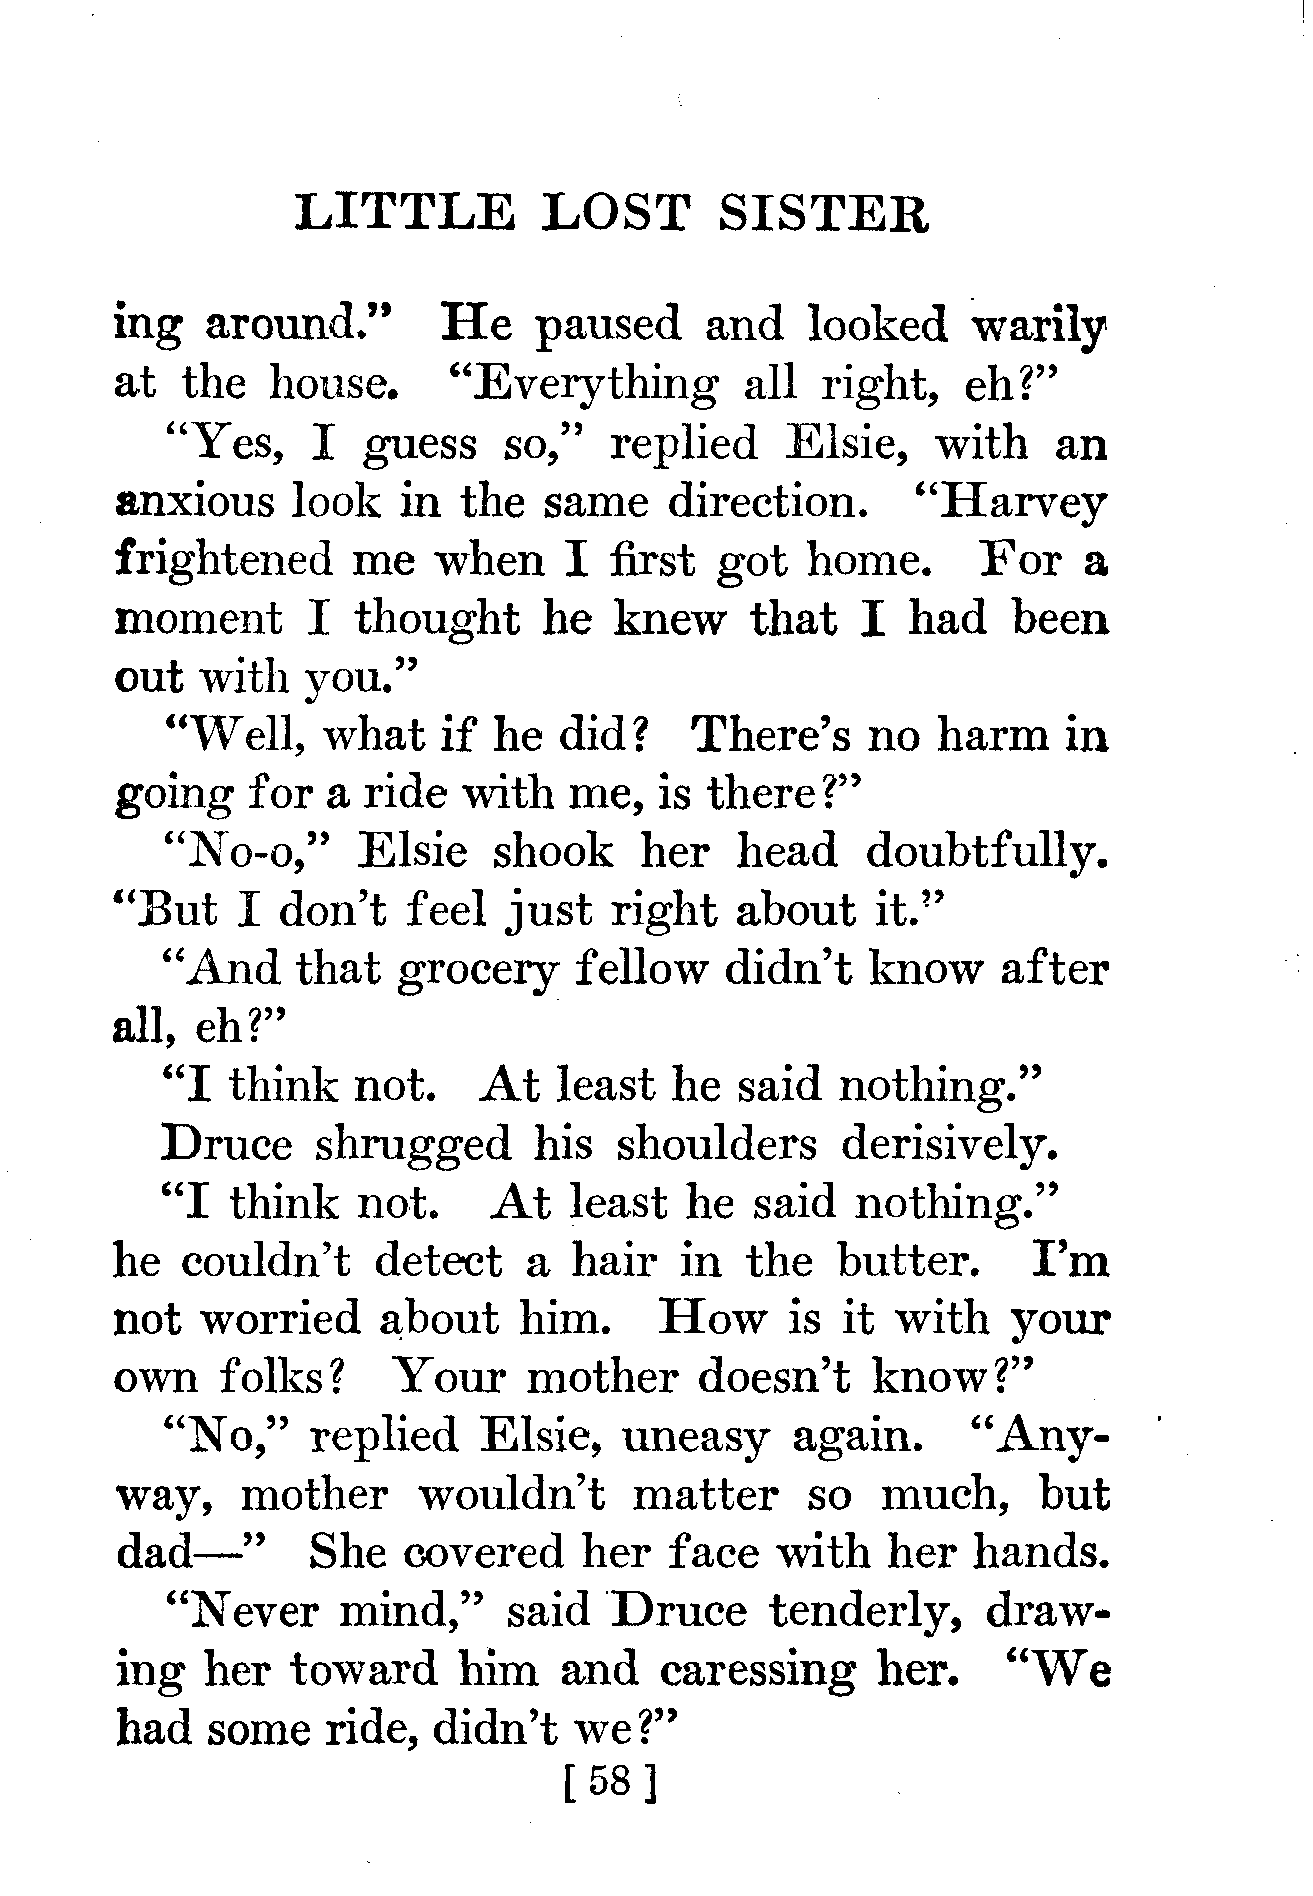 LITTLE LOST SISTER
ing around.” He paused and looked warily
at the house. “Everything all right, eh?”
“Yes, I guess so,” replied Elsie, with an
anxious look in the same direction. “Harvey
frightened me when I first got home. For a
moment I thought he knew that I had been
out with you.”
“Well, what if he did? There’s no harm in
going for a ride with me, is there?”
“No-o,” Elsie shook her head doubtfully.
“But I don’t feel just right about it.”
“And that grocery fellow didn’t know after
all, eh?”
“I think not. At least he said nothing.”
Druce shrugged his shoulders derisively.
“I think not. At least he said nothing.”
he couldn’t detect a hair in the butter. I’m
not worried about him. How is it with your
own folks? Your mother doesn’t know?”
“No,” replied Elsie, uneasy again. “Any-
way, mother wouldn’t matter so much, but
dad—” She covered her face with her hands.
“Never mind,” said Druce tenderly, draw-
ing her toward him and caressing her. “We
had some ride, didn’t we?”
[ 58 ]